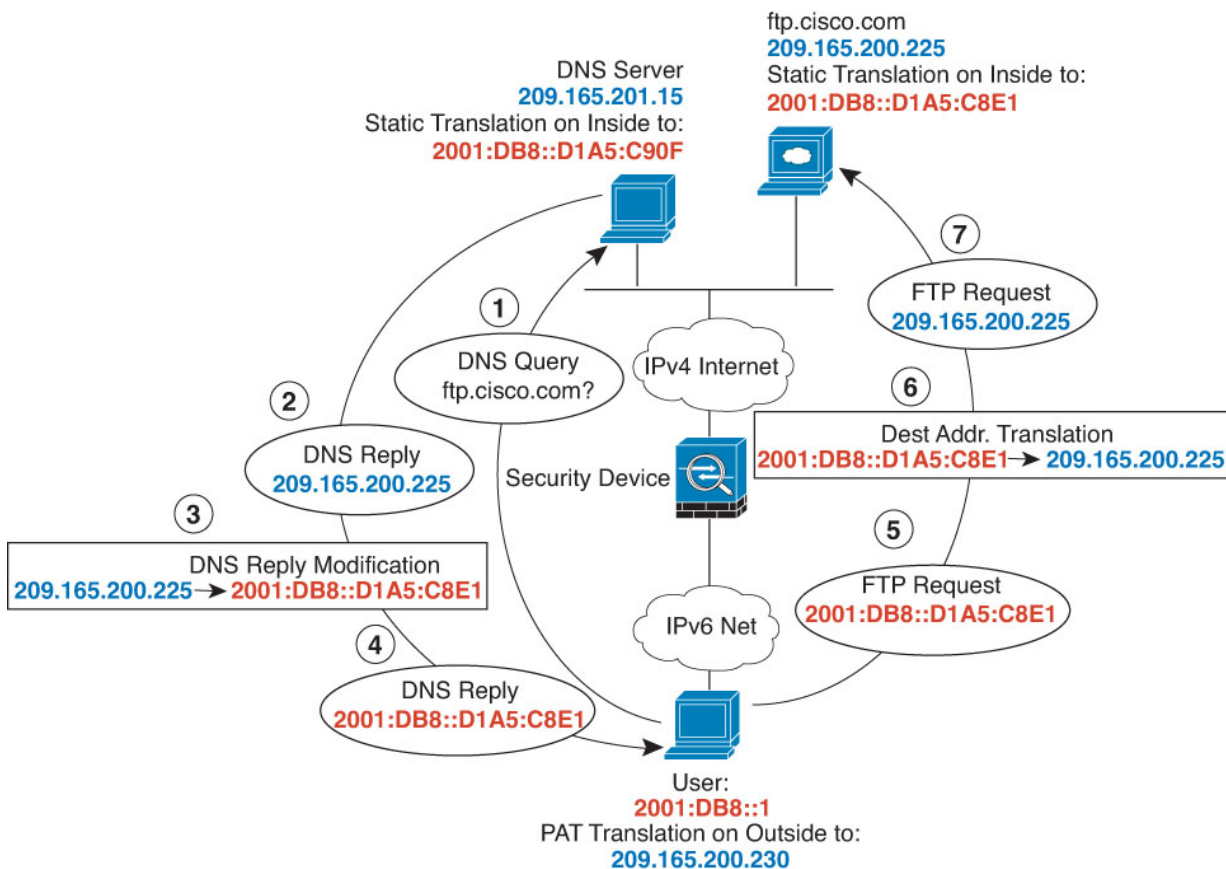 ftp.cisco.com
209.165.200.225
Static Translation on Inside to:
2001:DB8::D1A5:C8E1
DNS Server
209.165.201.15
Static Translation on Inside to:
2001:DB8::D1A5:C90F
1
DNS Query
ftp.cisco.com?
2
DNS Reply
209.165.200.225
3
DNS Reply Modification
209.165.200.225 → 2001:DB8::D1A5:C8E1
4
DNS Reply
2001:DB8::D1A5:C8E1
IPv4 Internet
Security Device
IPv6 Net
7
FTP Request
209.165.200.225
6
Dest Addr. Translation
2001:DB8::D1A5:C8E1 → 209.165.200.225
5
FTP Request
2001:DB8::D1A5:C8E1
User:
2001:DB8::1
PAT Translation on Outside to:
209.165.200.230